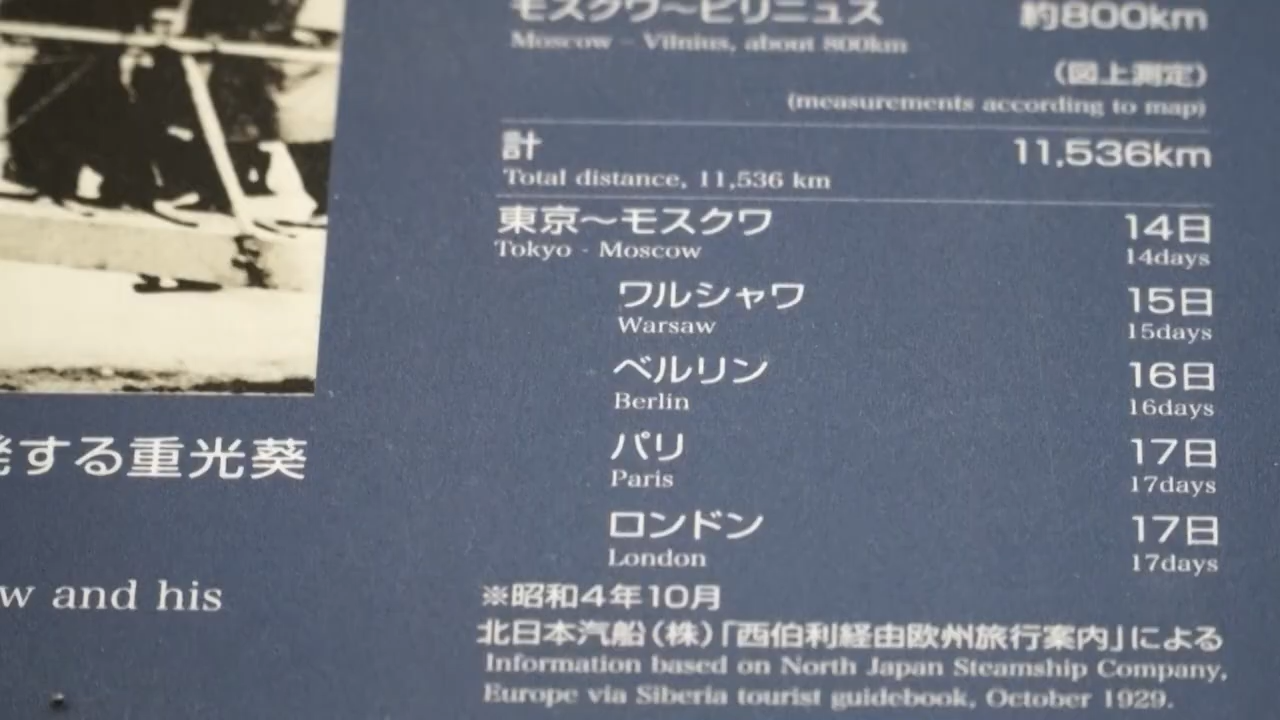 モスクワ～ビリニュス 約800km
Moscow – Vilnius, about 800km
(図上測定)
(measurements according to map)
計 11,536km
Total distance, 11,536 km
東京～モスクワ 14日
Tokyo - Moscow 14days
ワルシャワ 15日
Warsaw 15days
ベルリン 16日
Berlin 16days
パリ 17日
Paris 17days
ロンドン 17日
London 17days
※昭和4年10月
北日本汽船(株)「西伯利経由欧州旅行案内」による
Information based on North Japan Steamship Company,
Europe via Siberia tourist guidebook, October 1929.
発する重光葵
w and his